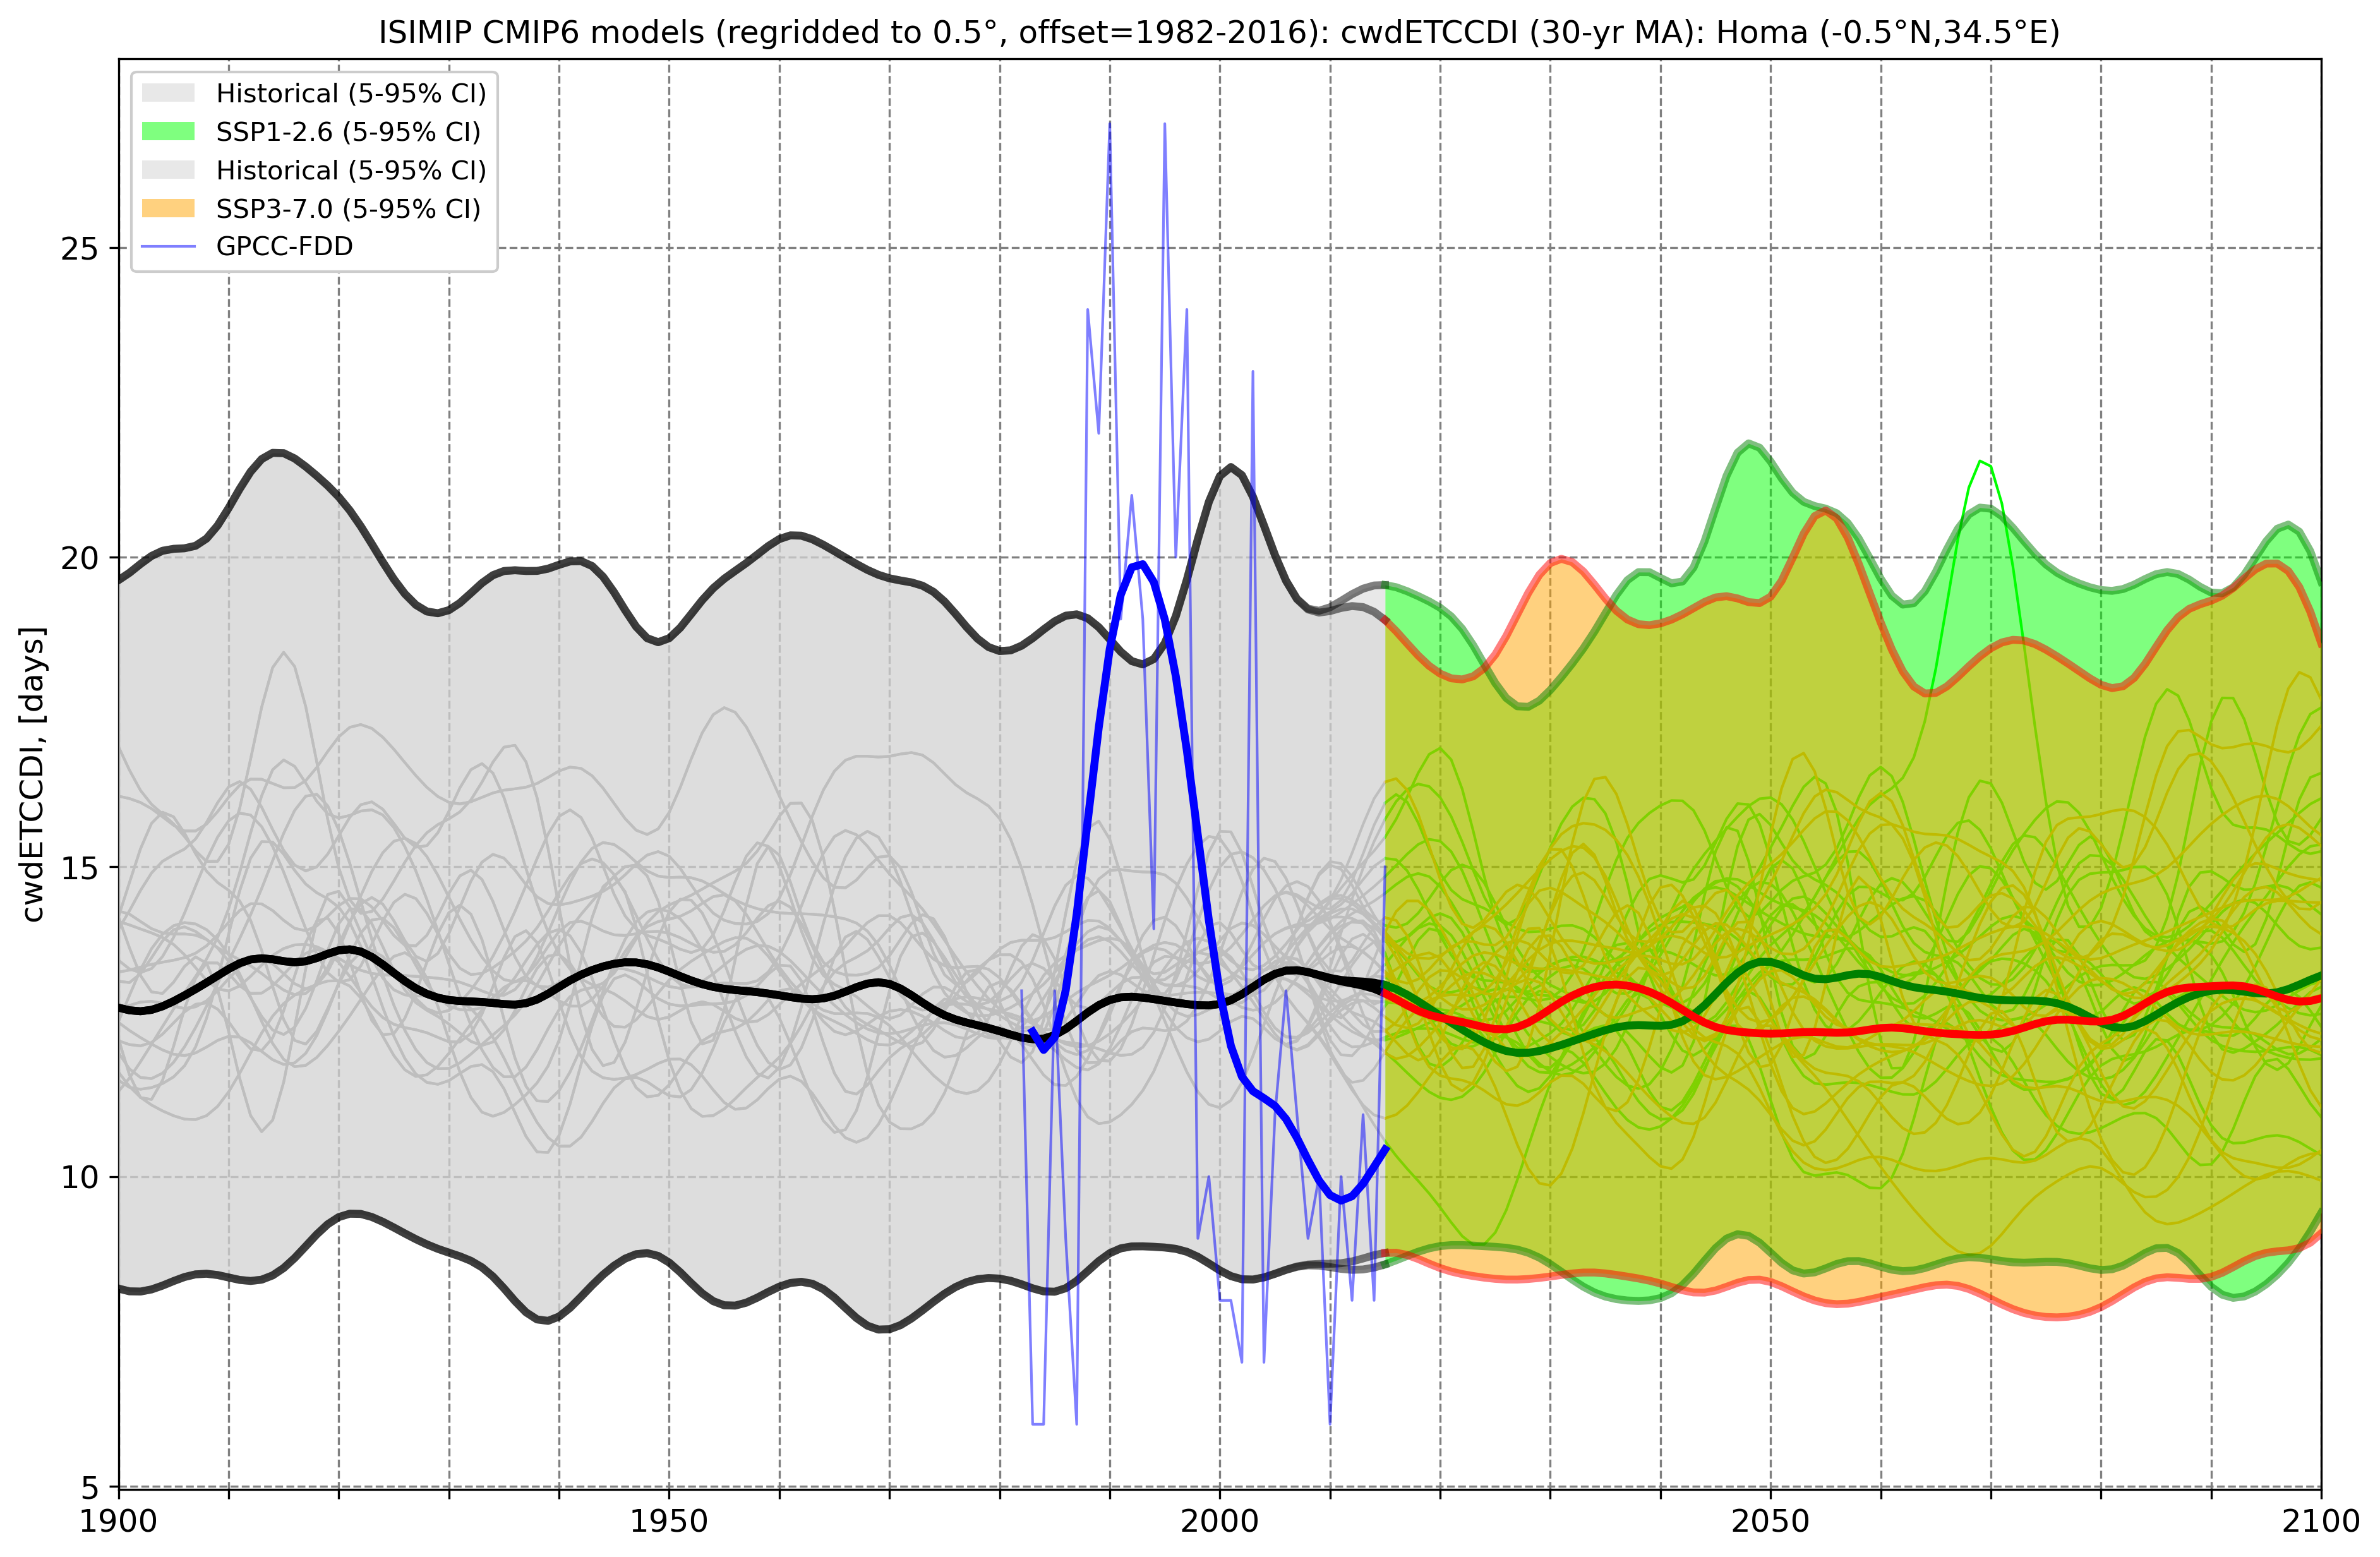 ISIMIP CMIP6 models (regridded to 0.5°, offset=1982-2016): cwdETCCDI (30-yr MA): Homa (-0.5°N,34.5°E)
Historical (5-95% CI)
SSP1-2.6 (5-95% CI)
Historical (5-95% CI)
SSP3-7.0 (5-95% CI)
GPCC-FDD
cwdETCCDI, [days]
25
20
15
10
5
1900 1950 2000 2050 2100